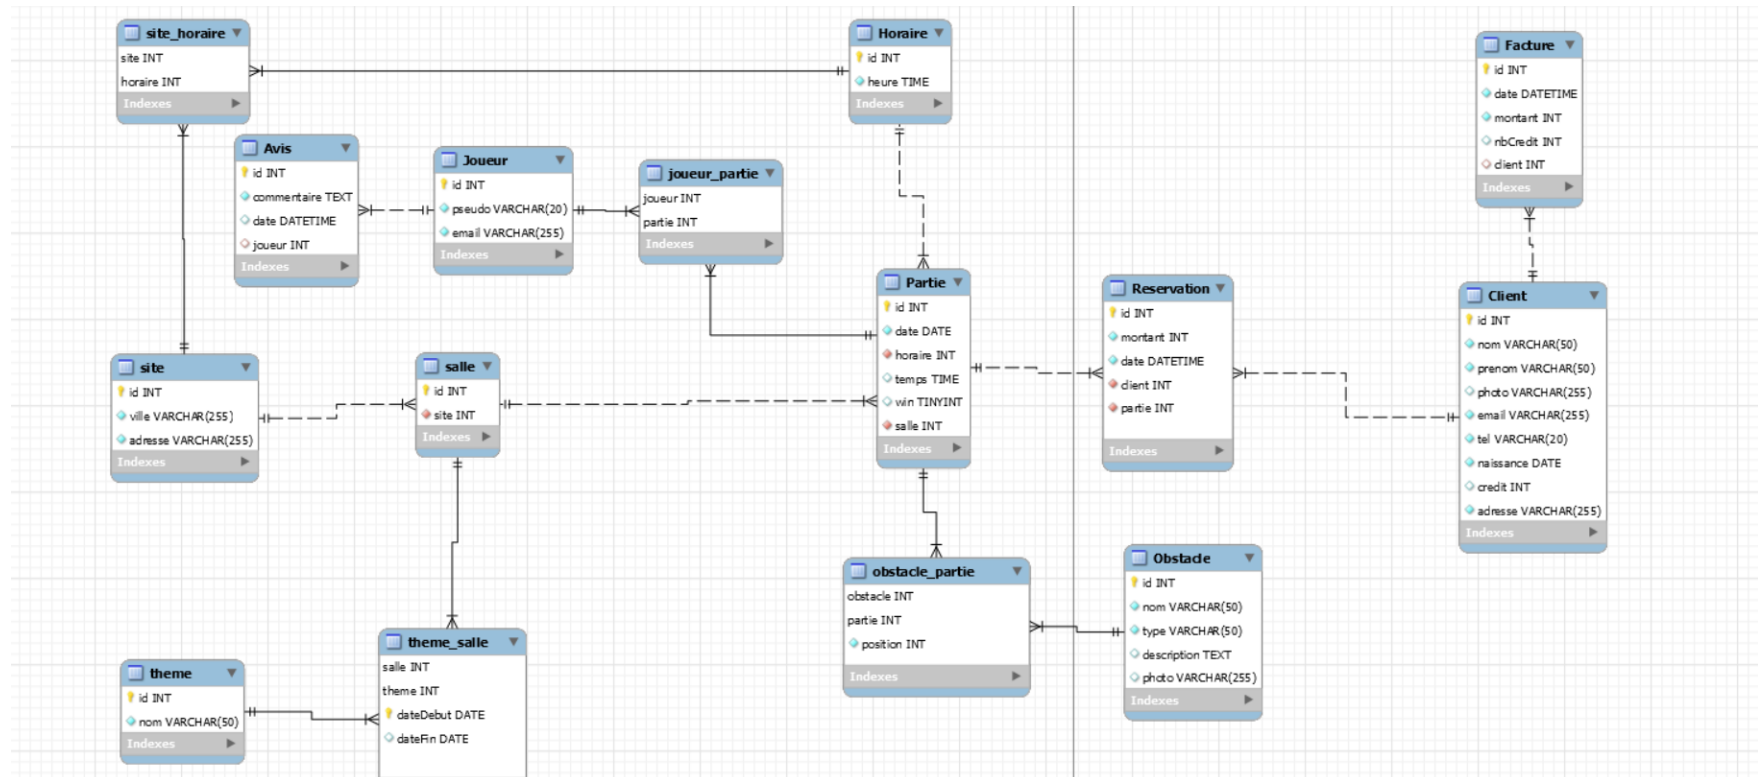 site_horaire
site INT
horaire INT
Indexes
Horaire
id INT
heure TIME
Indexes
Facture
id INT
date DATETIME
montant INT
nbCredit INT
client INT
Indexes
Avis
id INT
commentaire TEXT
date DATETIME
joueur INT
Indexes
Joueur
id INT
pseudo VARCHAR(20)
email VARCHAR(255)
Indexes
joueur_partie
joueur INT
partie INT
Indexes
Partie
id INT
date DATE
horaire INT
temps TIME
win TINYINT
salle INT
Indexes
Reservation
id INT
montant INT
date DATETIME
client INT
partie INT
Indexes
Client
id INT
nom VARCHAR(50)
prenom VARCHAR(50)
photo VARCHAR(255)
email VARCHAR(255)
tel VARCHAR(20)
naissance DATE
credit INT
adresse VARCHAR(255)
Indexes
site
id INT
ville VARCHAR(255)
adresse VARCHAR(255)
Indexes
salle
id INT
site INT
Indexes
obstacle_partie
obstacle INT
partie INT
position INT
Indexes
Obstacle
id INT
nom VARCHAR(50)
type VARCHAR(50)
description TEXT
photo VARCHAR(255)
Indexes
theme
id INT
nom VARCHAR(50)
Indexes
theme_salle
salle INT
theme INT
dateDebut DATE
dateFin DATE